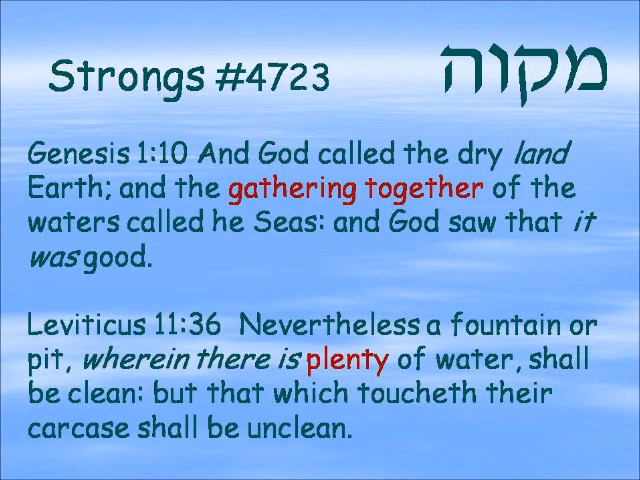 Strongs #4723 מקוה
Genesis 1:10 And God called the dry land
Earth; and the gathering together of the
waters called he Seas: and God saw that it
was good.
Leviticus 11:36 Nevertheless a fountain or
pit, wherein there is plenty of water, shall
be clean: but that which toucheth their
carcase shall be unclean.